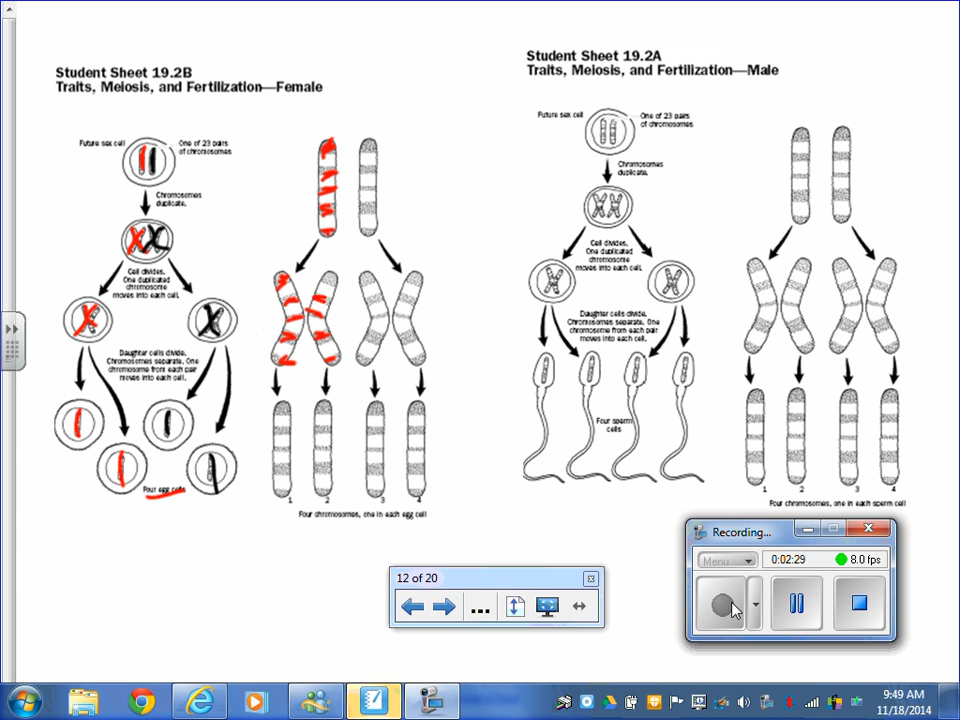 Student Sheet 19.2B
Traits, Meiosis, and Fertilization—Female
Future sex cell
One of 23 pairs
of chromosomes
Chromosomes
duplicate.
Cell divides.
One duplicated
chromosome
moves into each cell.
Daughter cells divide.
Chromosomes separate. One
chromosome from each pair
moves into each cell.
Four egg cells
1 2 3 4
Four chromosomes, one in each egg cell
Student Sheet 19.2A
Traits, Meiosis, and Fertilization—Male
Future sex cell
One of 23 pairs
of chromosomes
Chromosomes
duplicate.
Cell divides.
One duplicated
chromosome
moves into each cell.
Daughter cells divide.
Chromosomes separate. One
chromosome from each pair
moves into each cell.
Four sperm
cells
1 2 3 4
Four chromosomes, one in each sperm cell
Recording...
Menu
0:02:29
8.0 fps
12 of 20
9:49 AM
11/18/2014